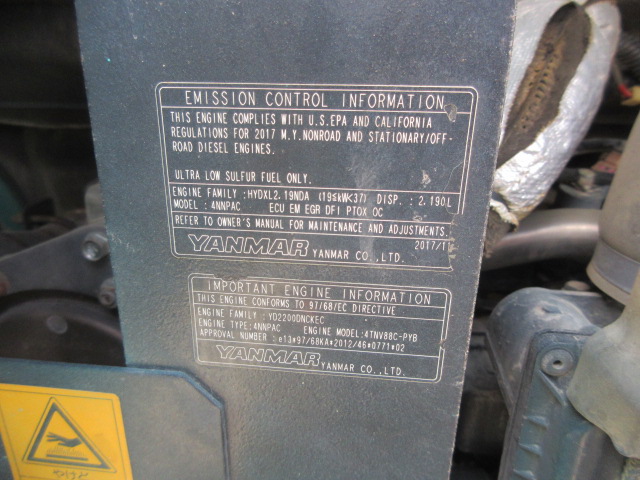 EMISSION CONTROL INFORMATION
THIS ENGINE COMPLIES WITH U.S.EPA AND CALIFORNIA
REGULATIONS FOR 2017 M.Y.NONROAD AND STATIONARY/OFF-
ROAD DIESEL ENGINES.
ULTRA LOW SULFUR FUEL ONLY.
ENGINE FAMILY : HYDXL2.19NDA (19≤kW<37) DISP. : 2.190L
MODEL : 4NNPAC ECU EM EGR DFI PTOX OC
REFER TO OWNER'S MANUAL FOR MAINTENANCE AND ADJUSTMENTS.
2017/1
YANMAR YANMAR CO.,LTD.
IMPORTANT ENGINE INFORMATION
THIS ENGINE CONFORMS TO 97/68/EC DIRECTIVE
ENGINE FAMILY : YD2200DNCKEC
ENGINE TYPE:4NNPAC ENGINE MODEL:4TNV88C-PYB
APPROVAL NUMBER : e13*97/68KA*2012/46*0771*02
YANMAR YANMAR CO.,LTD.